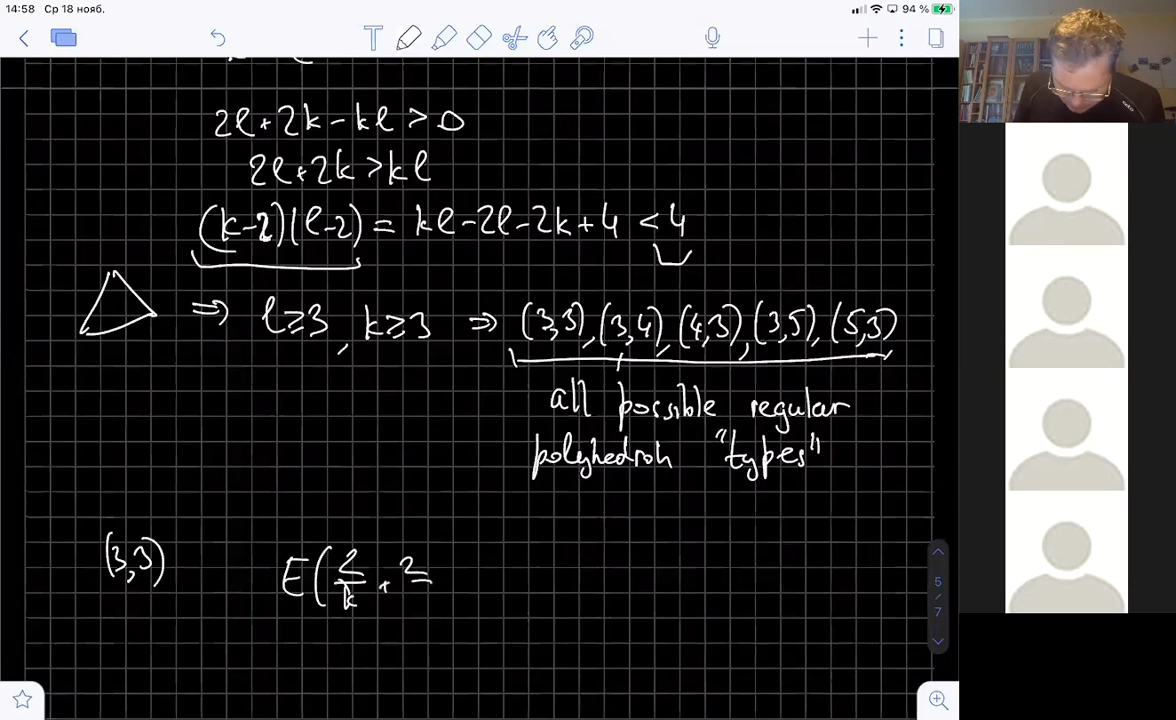 14:58 Ср 18 нояб. 94 %
2l+2k-kl>0
2l+2k>kl
(k-2)(l-2)=kl-2l-2k+4<4
⇒ l≥3, k≥3 ⇒ (3,3),(3,4),(4,3),(3,5),(5,3)
all possible regular
polyhedron "types"
(3,3) E(2/k+2
5
/
7